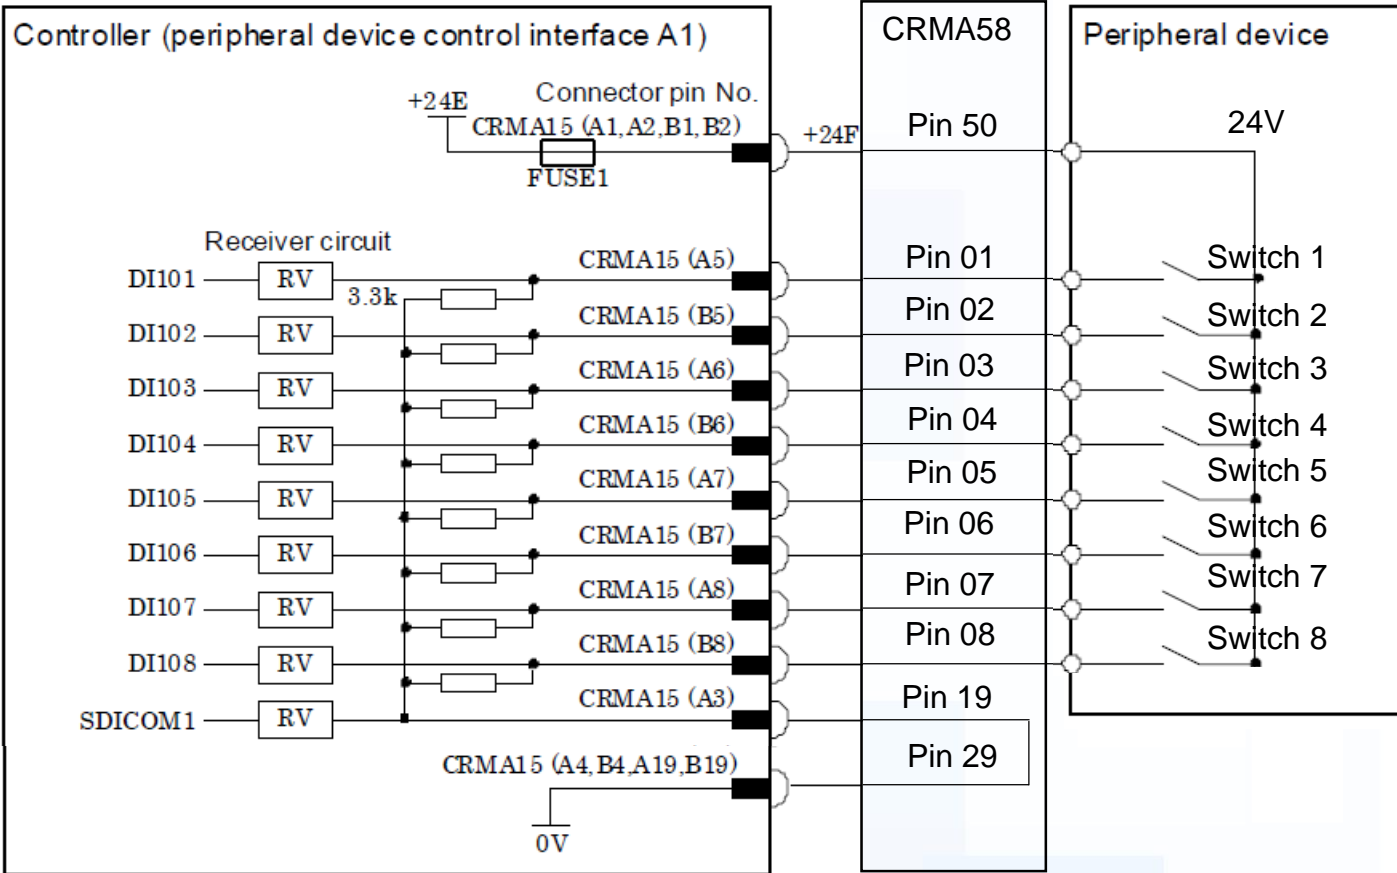 Controller (peripheral device control interface A1)
CRMA58
Peripheral device
+24E
Connector pin No.
CRMA15 (A1,A2,B1,B2)
+24F
Pin 50
24V
FUSE1
Receiver circuit
DI101
RV
3.3k
CRMA15 (A5)
Pin 01
Switch 1
DI102
RV
CRMA15 (B5)
Pin 02
Switch 2
DI103
RV
CRMA15 (A6)
Pin 03
Switch 3
DI104
RV
CRMA15 (B6)
Pin 04
Switch 4
DI105
RV
CRMA15 (A7)
Pin 05
Switch 5
DI106
RV
CRMA15 (B7)
Pin 06
Switch 6
DI107
RV
CRMA15 (A8)
Pin 07
Switch 7
DI108
RV
CRMA15 (B8)
Pin 08
Switch 8
SDICOM1
RV
CRMA15 (A3)
Pin 19
CRMA15 (A4,B4,A19,B19)
Pin 29
0V